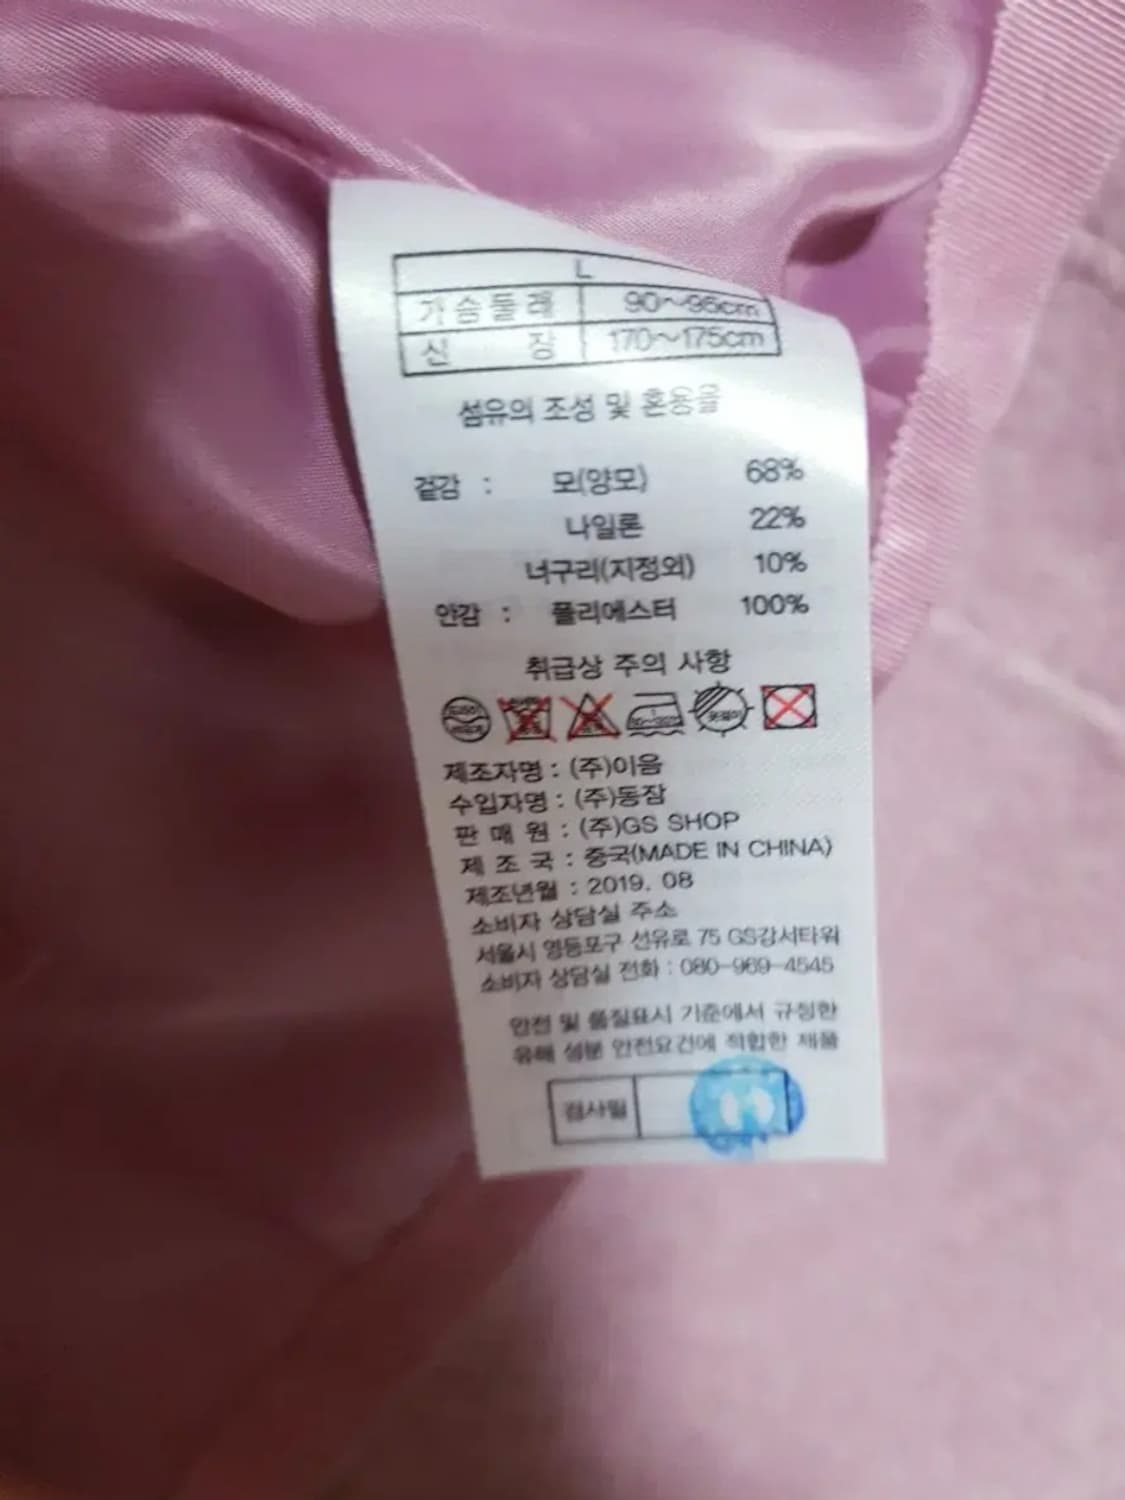 L
가슴둘레 90~95cm
신 장 170~175cm
섬유의 조성 및 혼용율
겉감 : 모(양모) 68%
나일론 22%
너구리(지정외) 10%
안감 : 폴리에스터 100%
취급상 주의 사항
제조자명 : (주)이음
수입자명 : (주)동잠
판 매 원 : (주)GS SHOP
제 조 국 : 중국(MADE IN CHINA)
제조년월 : 2019. 08
소비자 상담실 주소
서울시 영등포구 선유로 75 GS강서타워
소비자 상담실 전화 : 080-969-4545
안전 및 품질표시 기준에서 규정한
유해 성분 안전요건에 적합한 제품
검사필